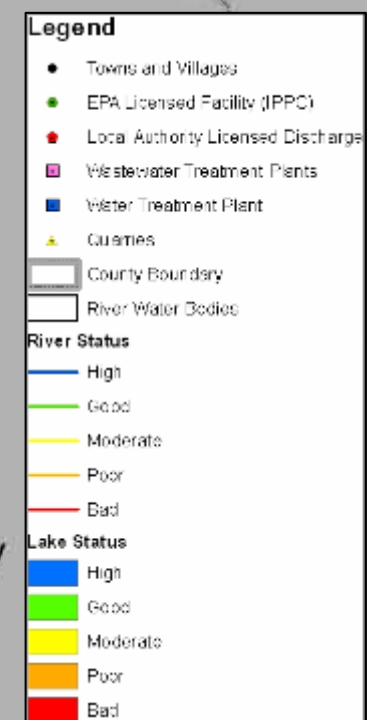 Legend
Towns and Villages
EPA Licensed Facility (IPPC)
Local Authority Licensed Discharge
Wastewater Treatment Plants
Water Treatment Plant
Quarries
County Boundary
River Water Bodies
River Status
High
Good
Moderate
Poor
Bad
Lake Status
High
Good
Moderate
Poor
Bad